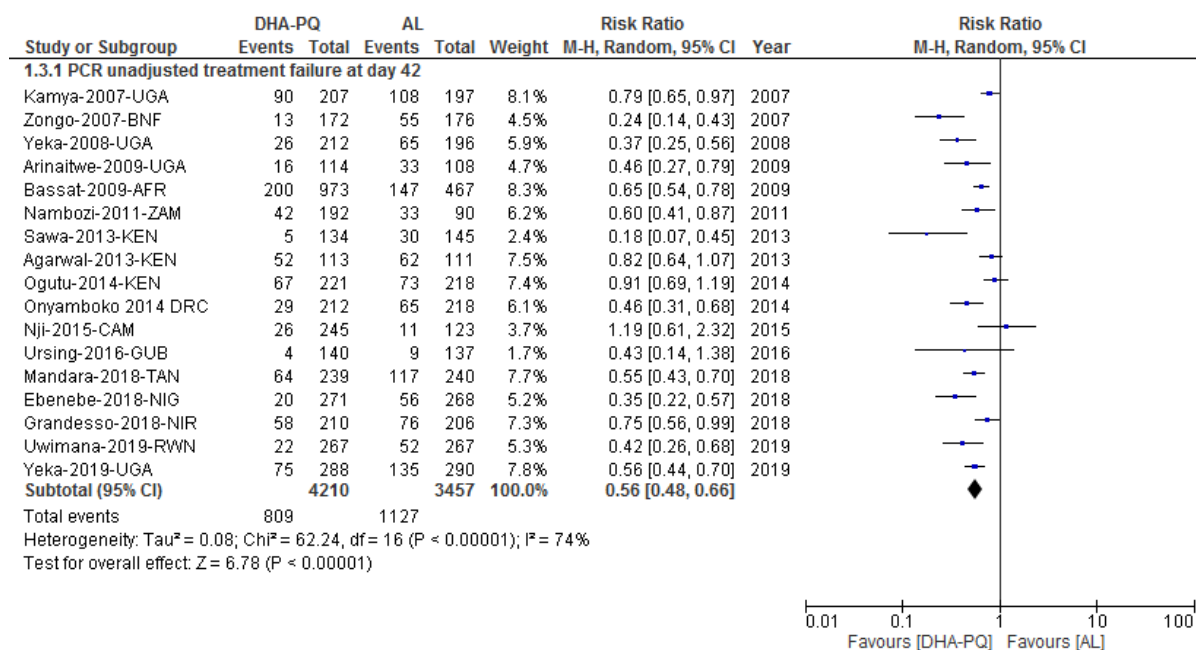 DHA-PQ AL Risk Ratio Risk Ratio
Study or Subgroup Events Total Events Total Weight M-H, Random, 95% CI Year M-H, Random, 95% CI
1.3.1 PCR unadjusted treatment failure at day 42
Kamya-2007-UGA 90 207 108 197 8.1% 0.79 [0.65, 0.97] 2007
Zongo-2007-BNF 13 172 55 176 4.5% 0.24 [0.14, 0.43] 2007
Yeka-2008-UGA 26 212 65 196 5.9% 0.37 [0.25, 0.56] 2008
Arinaitwe-2009-UGA 16 114 33 108 4.7% 0.46 [0.27, 0.79] 2009
Bassat-2009-AFR 200 973 147 467 8.3% 0.65 [0.54, 0.78] 2009
Nambozi-2011-ZAM 42 192 33 90 6.2% 0.60 [0.41, 0.87] 2011
Sawa-2013-KEN 5 134 30 145 2.4% 0.18 [0.07, 0.45] 2013
Agarwal-2013-KEN 52 113 62 111 7.5% 0.82 [0.64, 1.07] 2013
Ogutu-2014-KEN 67 221 73 218 7.4% 0.91 [0.69, 1.19] 2014
Onyamboko 2014 DRC 29 212 65 218 6.1% 0.46 [0.31, 0.68] 2014
Nji-2015-CAM 26 245 11 123 3.7% 1.19 [0.61, 2.32] 2015
Ursing-2016-GUB 4 140 9 137 1.7% 0.43 [0.14, 1.38] 2016
Mandara-2018-TAN 64 239 117 240 7.7% 0.55 [0.43, 0.70] 2018
Ebenebe-2018-NIG 20 271 56 268 5.2% 0.35 [0.22, 0.57] 2018
Grandesso-2018-NIR 58 210 76 206 7.3% 0.75 [0.56, 0.99] 2018
Uwimana-2019-RWN 22 267 52 267 5.3% 0.42 [0.26, 0.68] 2019
Yeka-2019-UGA 75 288 135 290 7.8% 0.56 [0.44, 0.70] 2019
Subtotal (95% CI) 4210 3457 100.0% 0.56 [0.48, 0.66]
Total events 809 1127
Heterogeneity: Tau² = 0.08; Chi² = 62.24, df = 16 (P < 0.00001); I² = 74%
Test for overall effect: Z = 6.78 (P < 0.00001)
0.01 0.1 1 10 100
Favours [DHA-PQ] Favours [AL]